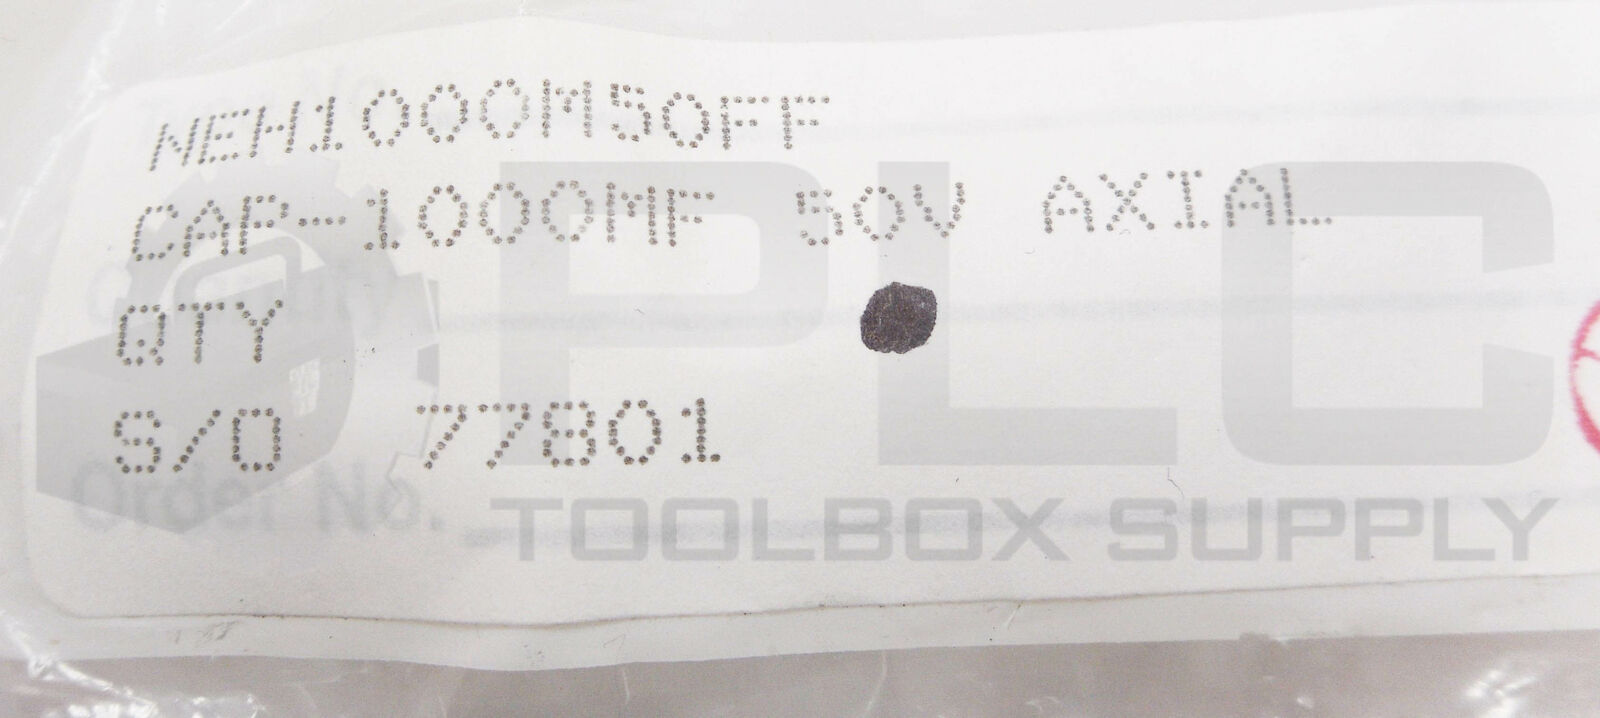 NEH1000M50FF
CAP-1000MF 50V AXIAL
QTY
S/O 77801
Order No.
PLC
TOOLBOX SUPPLY